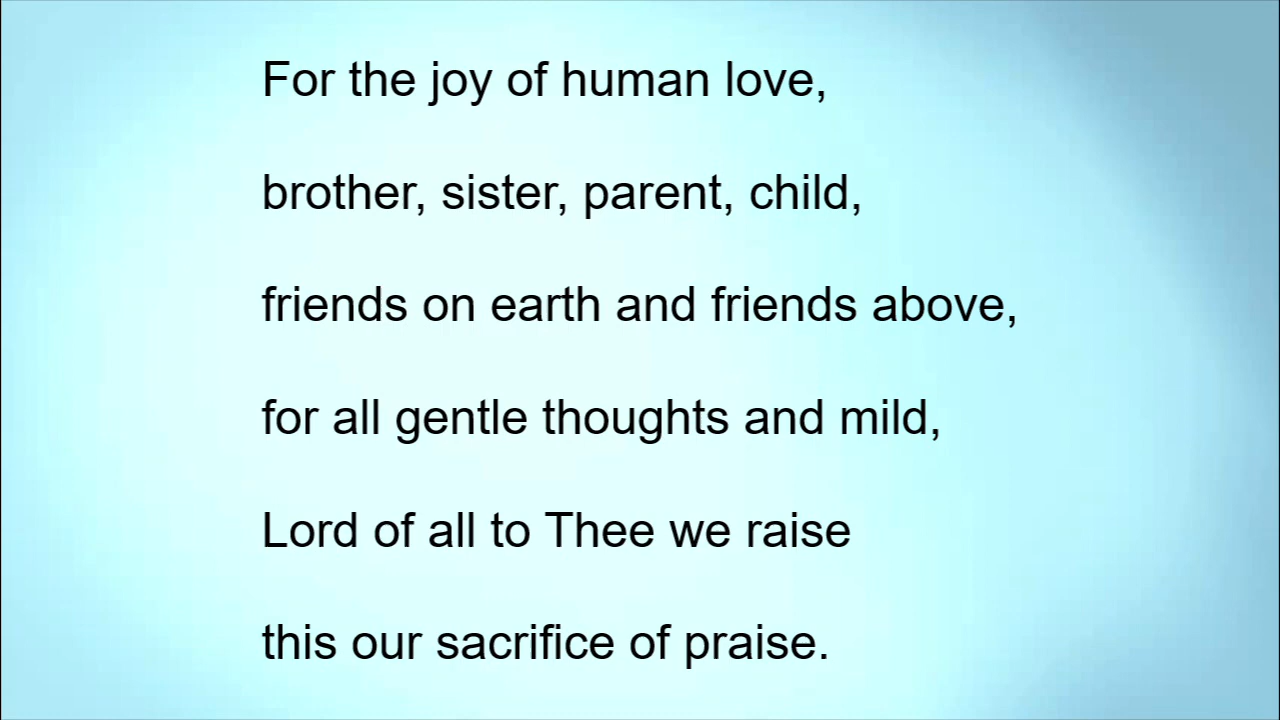 For the joy of human love,
brother, sister, parent, child,
friends on earth and friends above,
for all gentle thoughts and mild,
Lord of all to Thee we raise
this our sacrifice of praise.